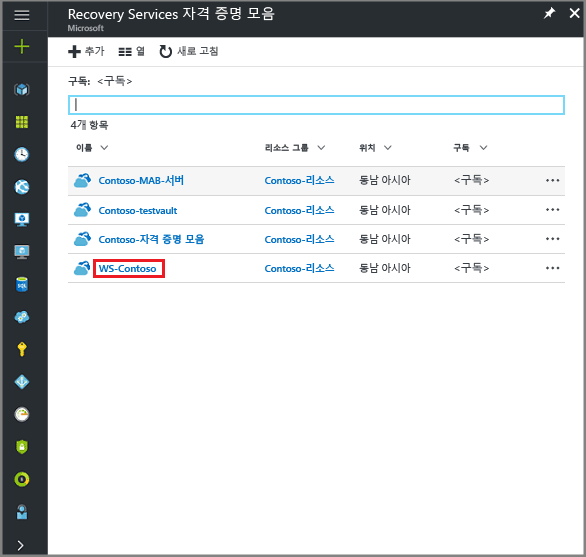 Recovery Services 자격 증명 모음
Microsoft
추가 열 새로 고침
구독: <구독>
4개 항목
이름 리소스 그룹 위치 구독
Contoso-MAB-서버 Contoso-리소스 동남 아시아 <구독> ...
Contoso-testvault Contoso-리소스 동남 아시아 <구독> ...
Contoso-자격 증명 모음 Contoso-리소스 동남 아시아 <구독> ...
WS-Contoso Contoso-리소스 동남 아시아 <구독> ...
SQL